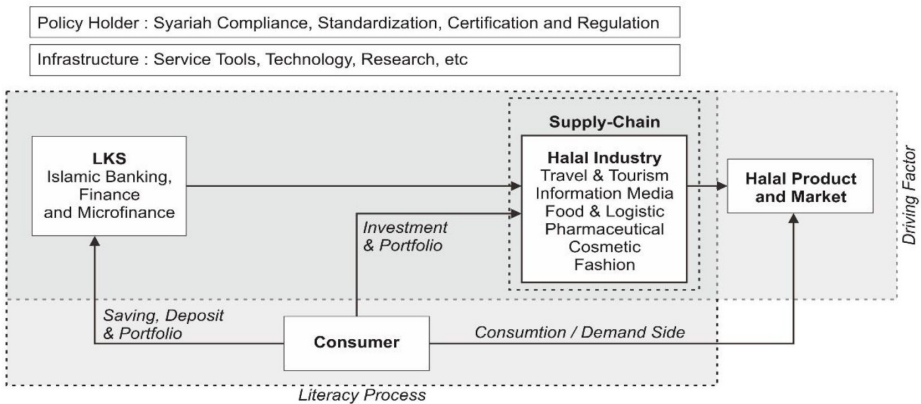 Policy Holder : Syariah Compliance, Standardization, Certification and Regulation
Infrastructure : Service Tools, Technology, Research, etc
LKS
Islamic Banking,
Finance
and Microfinance
Supply-Chain
Halal Industry
Travel & Tourism
Information Media
Food & Logistic
Pharmaceutical
Cosmetic
Fashion
Halal Product
and Market
Driving Factor
Investment
& Portfolio
Saving, Deposit
& Portfolio
Consumer
Consumtion / Demand Side
Literacy Process